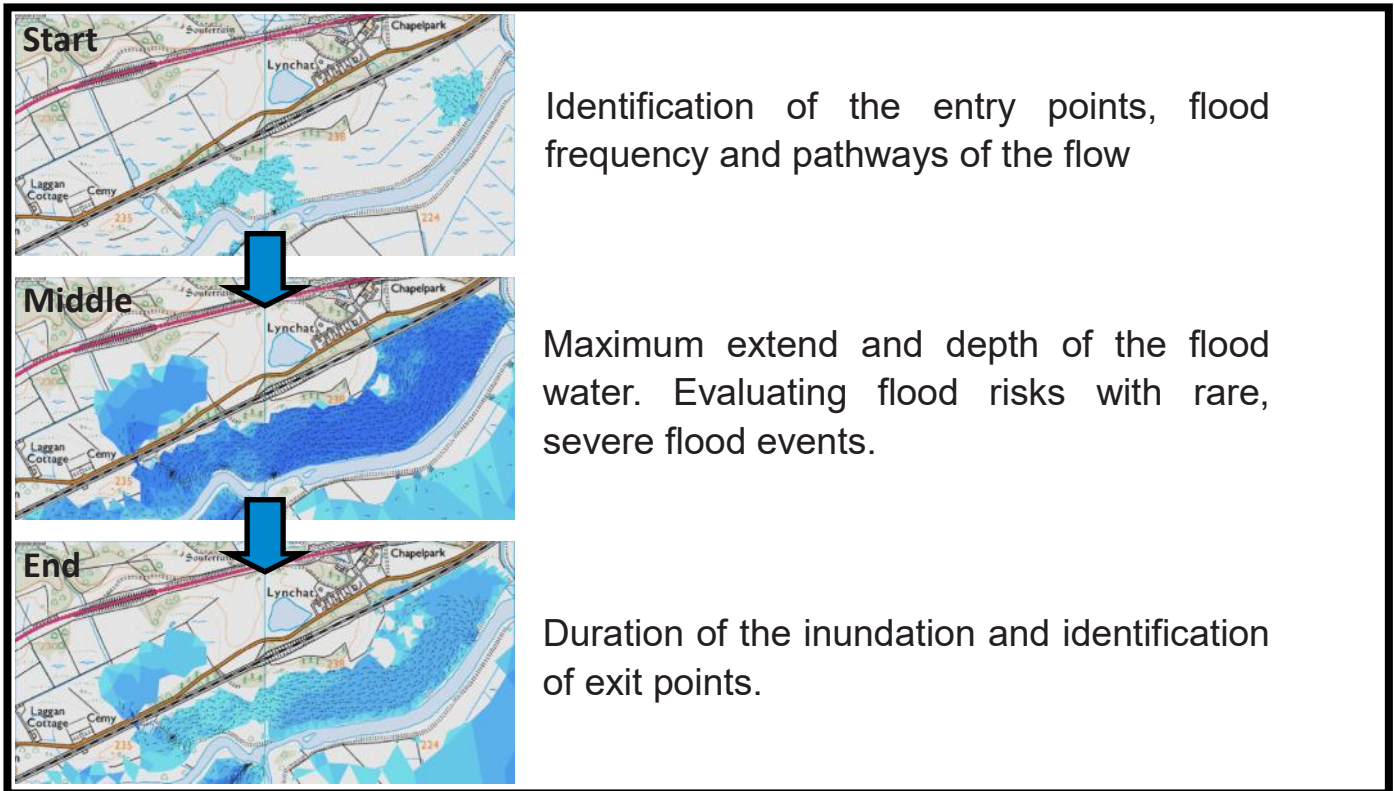 Start
Souterrain
Chapelpark
Lynchat
230
238
Laggan
Cottage
Cemy
235
224
Identification of the entry points, flood
frequency and pathways of the flow
Middle
Chapelpark
Lynchat
238
Laggan
Cottage
Cemy
235
Maximum extend and depth of the flood
water. Evaluating flood risks with rare,
severe flood events.
End
Chapelpark
Lynchat
238
Laggan
Cottage
Cemy
235
224
Duration of the inundation and identification
of exit points.